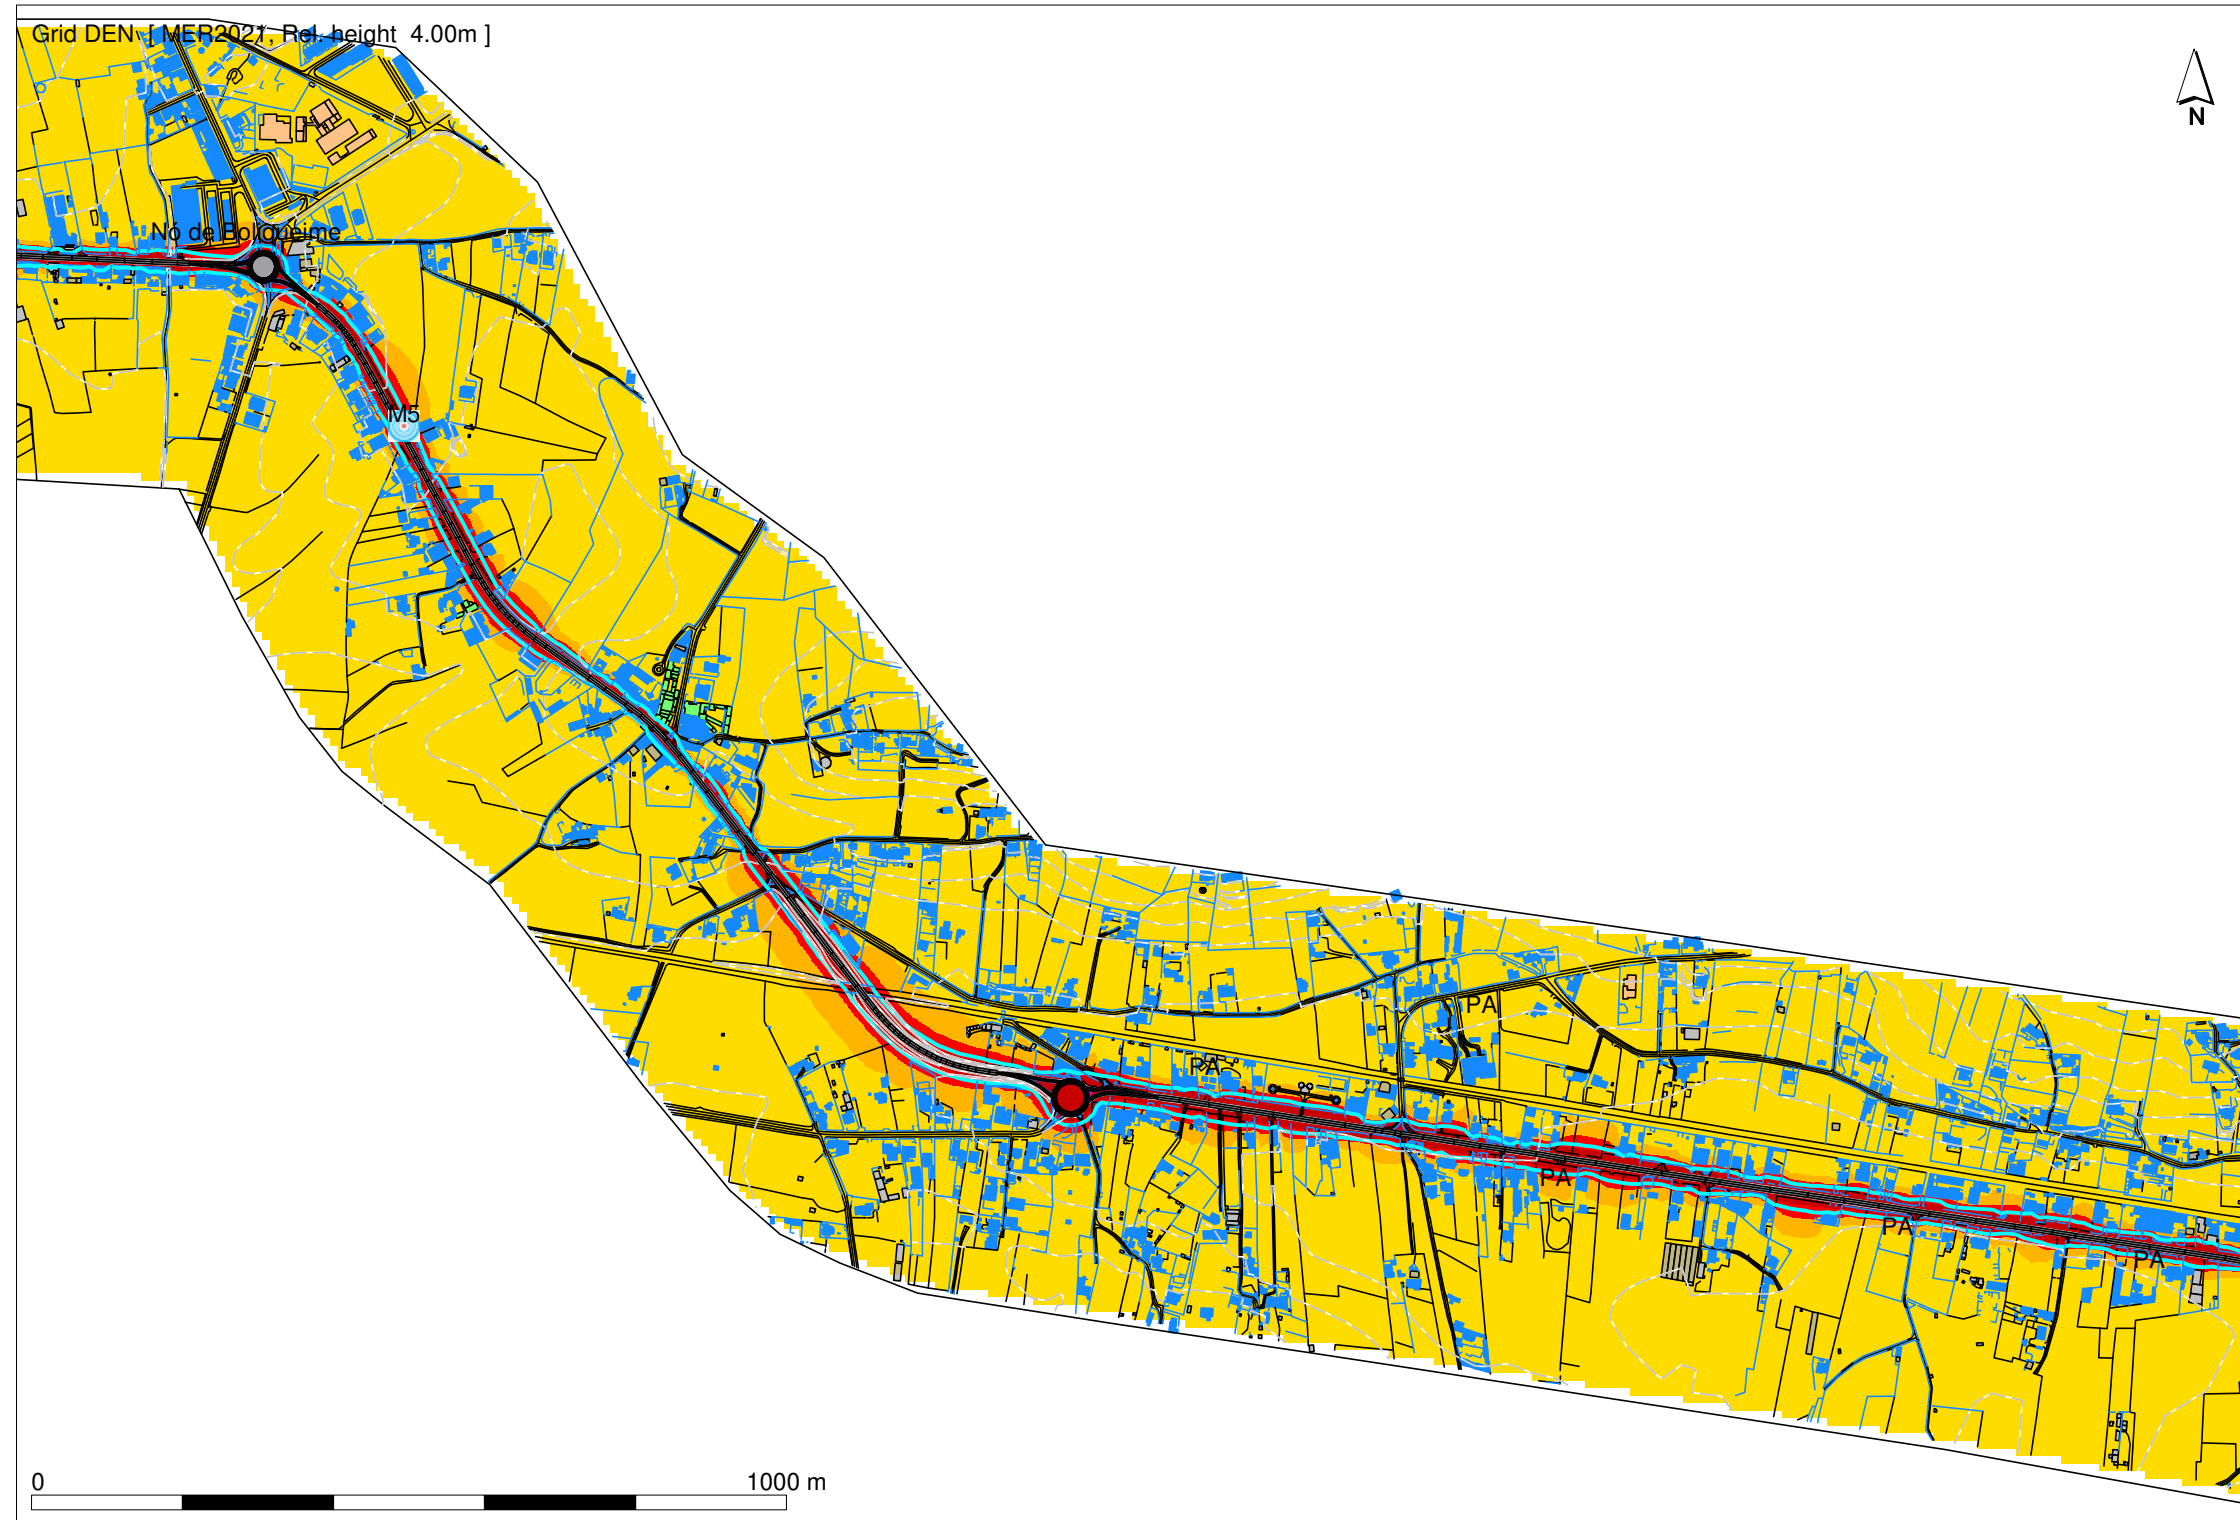 Grid DEN [ MER2021, Rel. height 4.00m ]
N
Nó de Boliqueime
M5
PA
PA
PA
PA
PA
0
1000 m